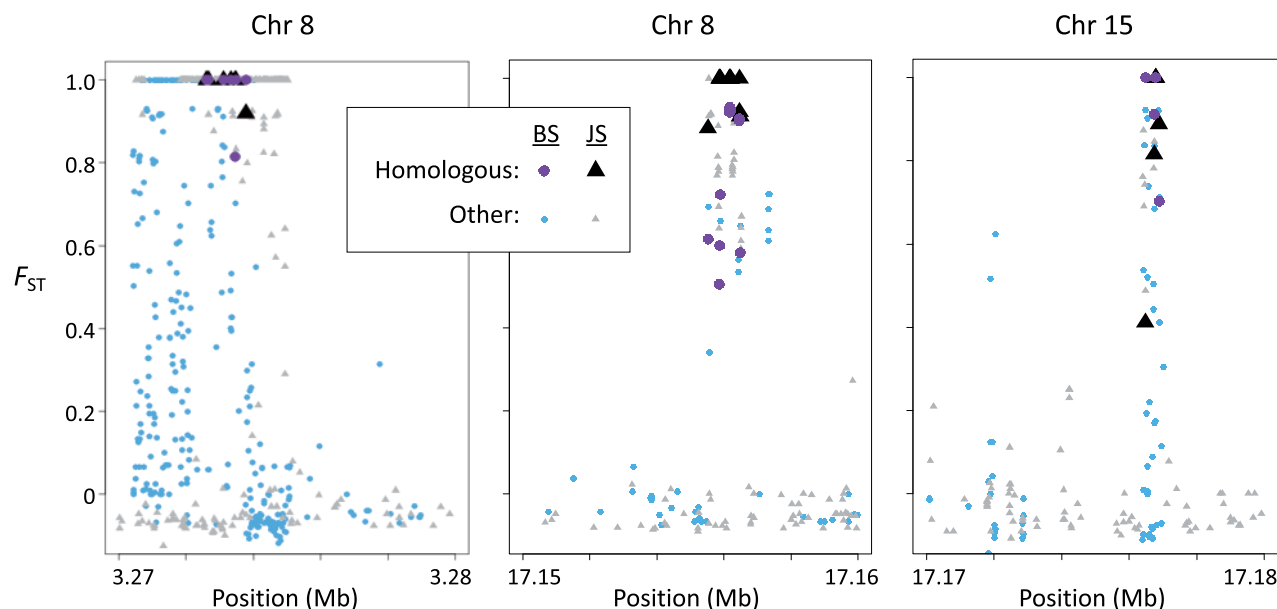 Chr 8
Chr 8
Chr 15
BS JS
Homologous:
Other:
FST
1.0
0.8
0.6
0.4
0.2
0
3.27 3.28
17.15 17.16
17.17 17.18
Position (Mb)
Position (Mb)
Position (Mb)